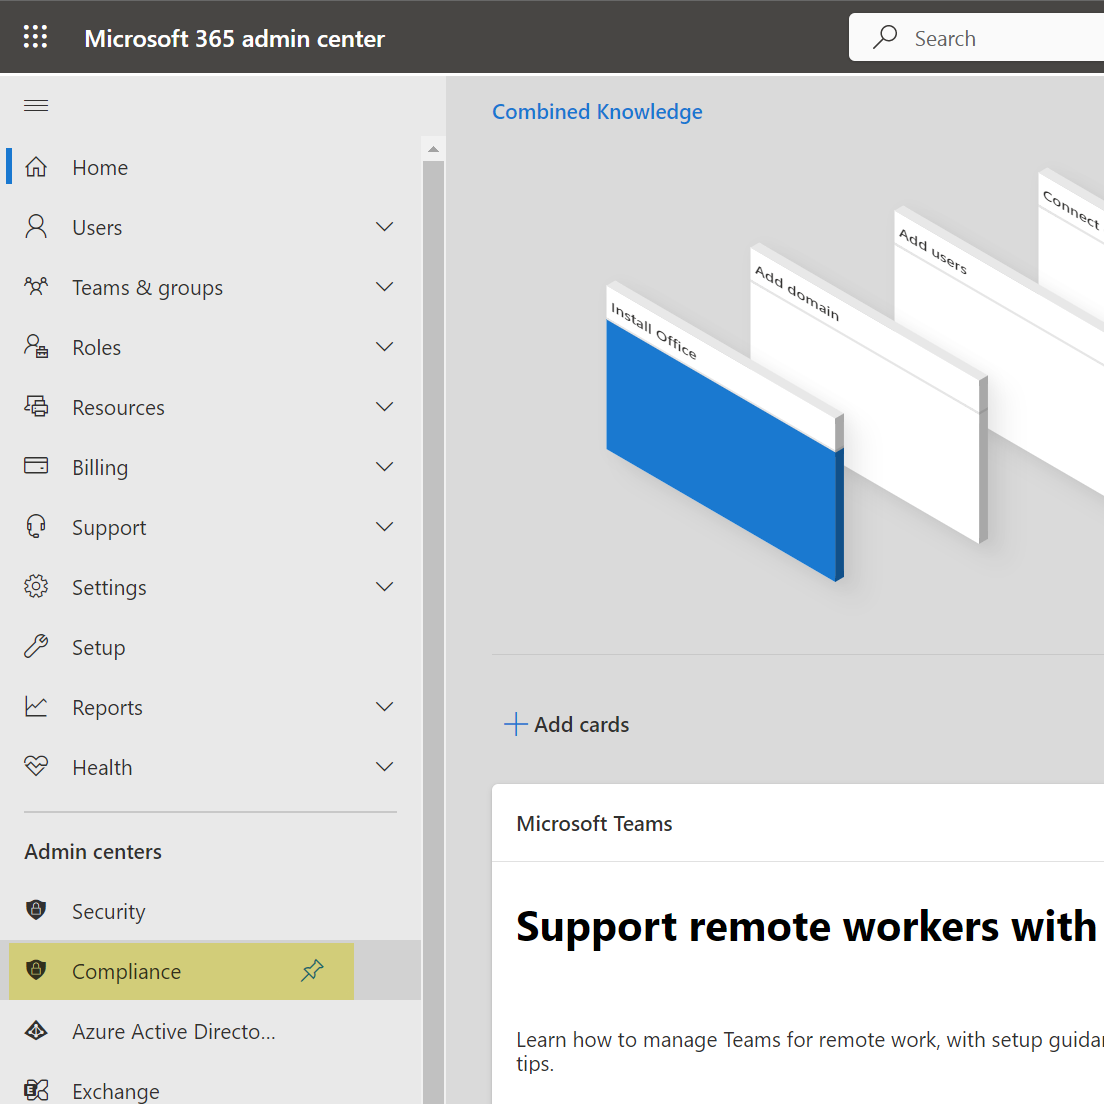 Microsoft 365 admin center
Search
Home
Users
Teams & groups
Roles
Resources
Billing
Support
Settings
Setup
Reports
Health
Admin centers
Security
Compliance
Azure Active Directo...
Exchange
Combined Knowledge
Install Office
Add domain
Add users
Connect
Add cards
Microsoft Teams
Support remote workers with
Learn how to manage Teams for remote work, with setup guida
tips.